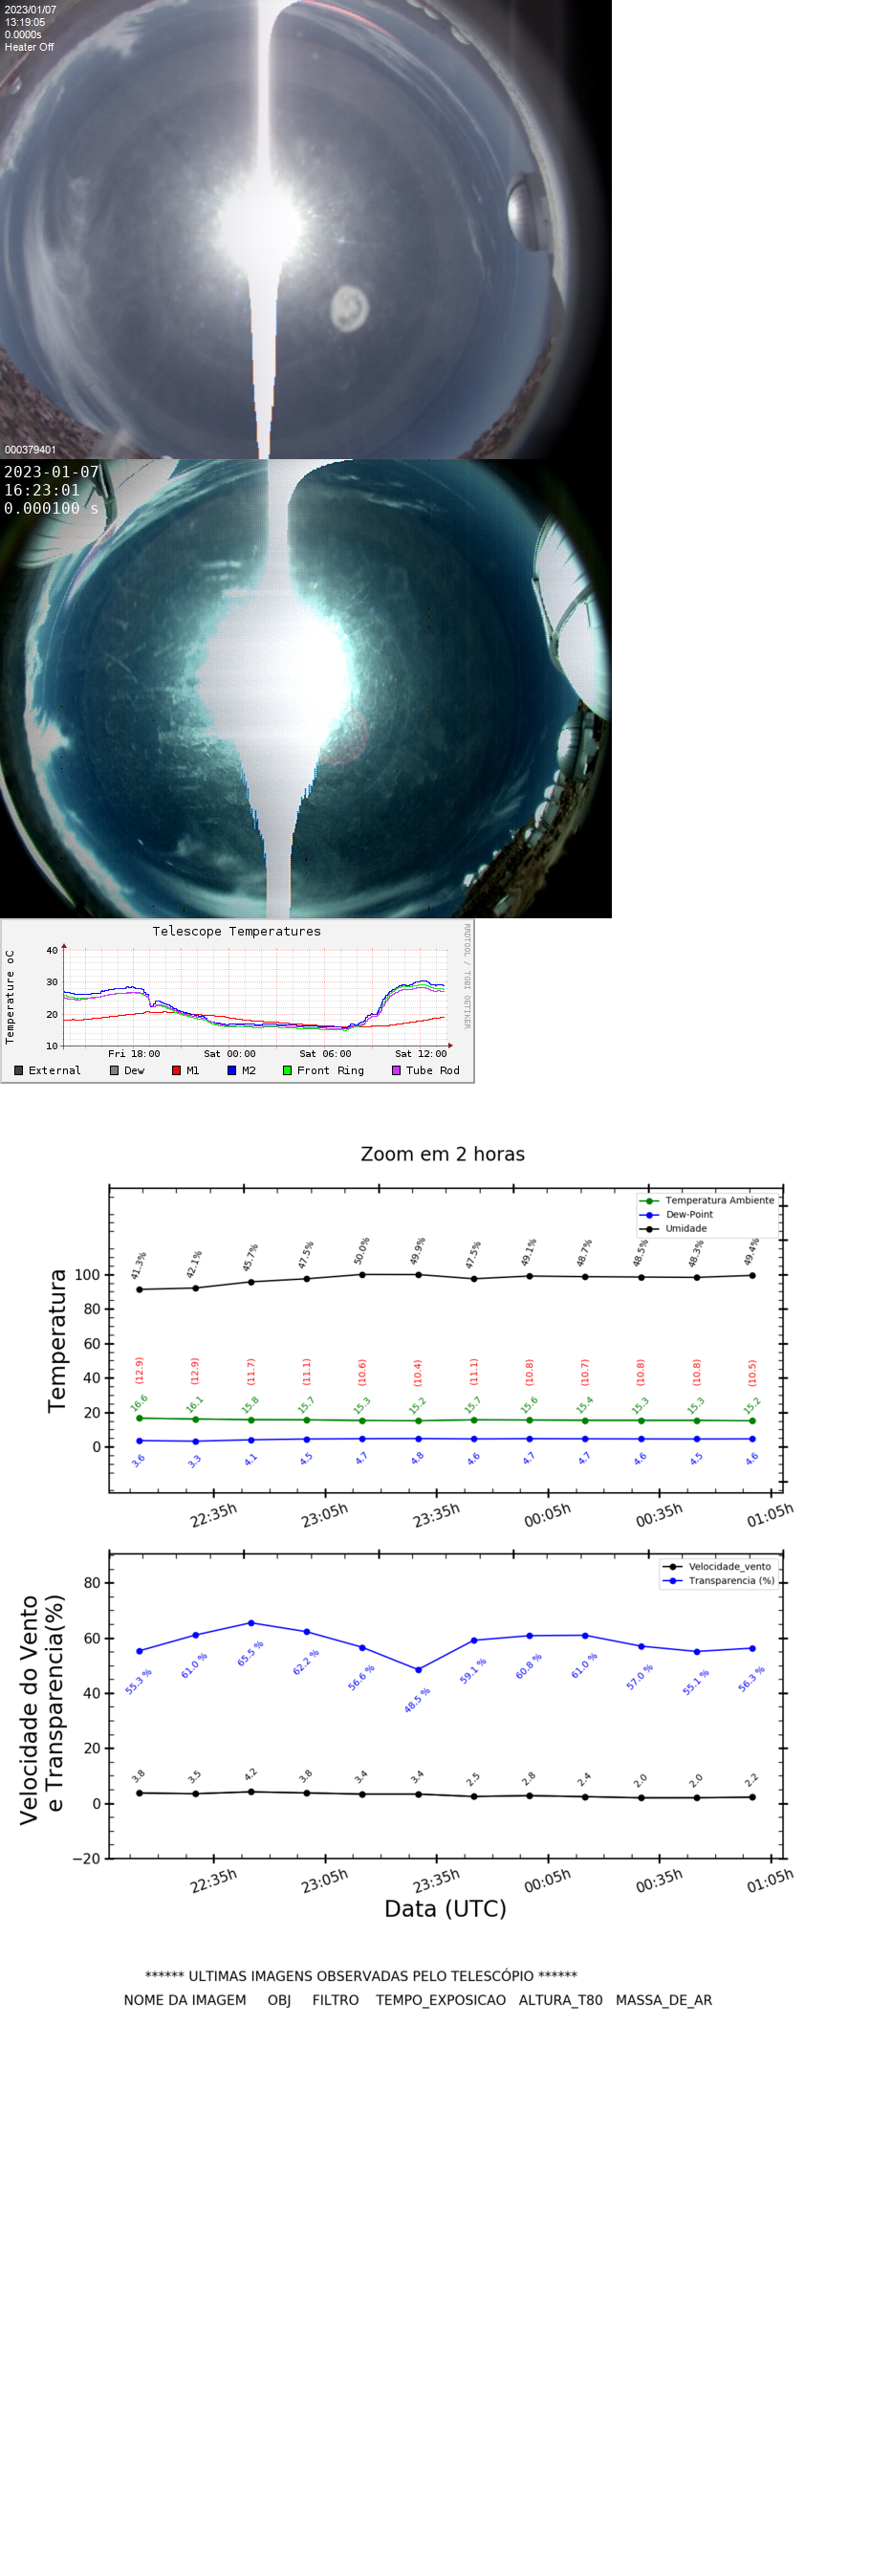 2023/01/07
13:19:05
0.0000s
Heater Off
000379401
2023-01-07
16:23:01
0.000100 s
Telescope Temperatures
RRDTOOL / TOBI OETIKER
Temperature oC
40
30
20
10
Fri 18:00 Sat 00:00 Sat 06:00 Sat 12:00
External Dew M1 M2 Front Ring Tube Rod
Zoom em 2 horas
Temperatura Ambiente
Dew-Point
Umidade
Temperatura
100
80
60
40
20
0
41.3% 42.1% 45.7% 47.5% 50.0% 49.9% 47.5% 49.1% 48.7% 48.5% 48.3% 49.4%
(12.9) (12.9) (11.7) (11.1) (10.6) (10.4) (11.1) (10.8) (10.7) (10.8) (10.8) (10.5)
16.6 16.1 15.8 15.7 15.3 15.2 15.7 15.6 15.4 15.3 15.3 15.2
3.6 3.3 4.1 4.5 4.7 4.8 4.6 4.7 4.7 4.6 4.5 4.6
22:35h 23:05h 23:35h 00:05h 00:35h 01:05h
Velocidade_vento
Transparencia (%)
Velocidade do Vento
e Transparencia(%)
80
60
40
20
0
−20
55.3 % 61.0 % 65.5 % 62.2 % 56.6 % 48.5 % 59.1 % 60.8 % 61.0 % 57.0 % 55.1 % 56.3 %
3.8 3.5 4.2 3.8 3.4 3.4 2.5 2.8 2.4 2.0 2.0 2.2
22:35h 23:05h 23:35h 00:05h 00:35h 01:05h
Data (UTC)
****** ULTIMAS IMAGENS OBSERVADAS PELO TELESCÓPIO ******
NOME DA IMAGEM OBJ FILTRO TEMPO_EXPOSICAO ALTURA_T80 MASSA_DE_AR